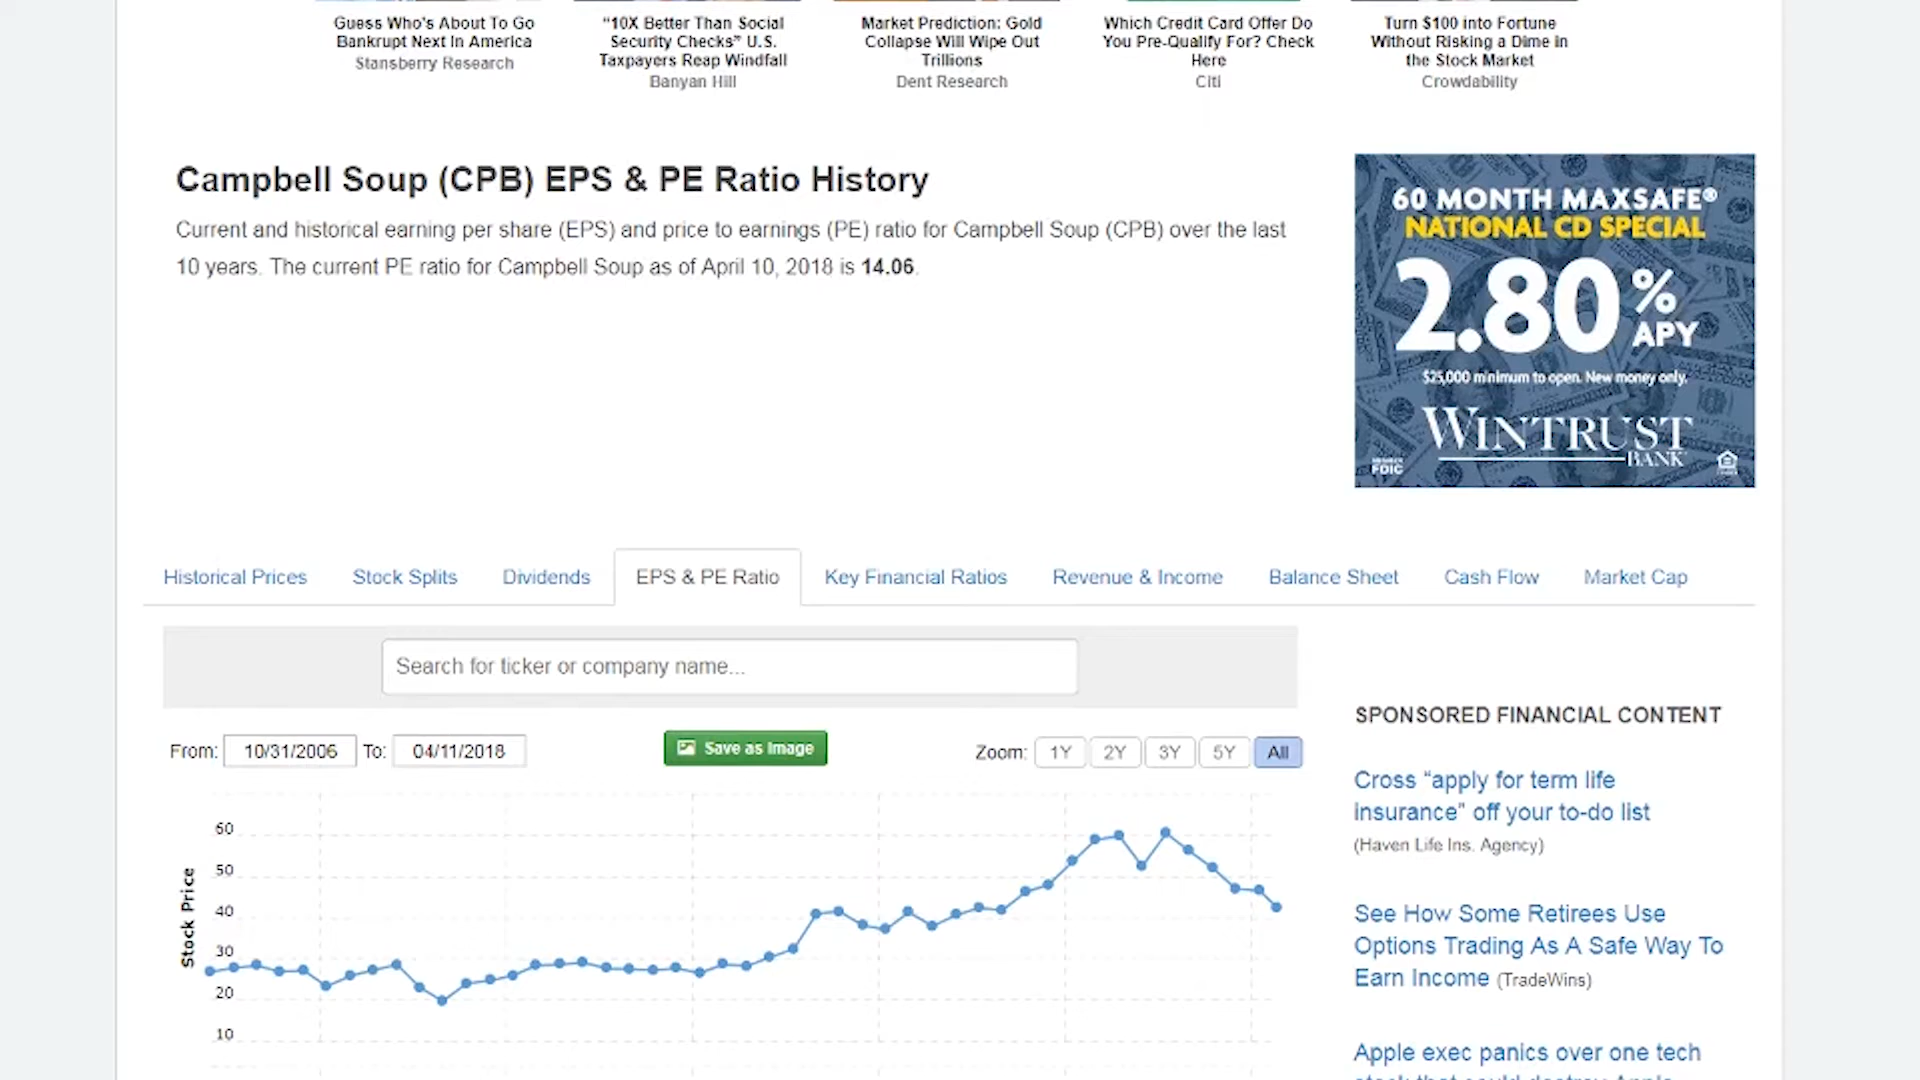 Guess Who's About To Go
Bankrupt Next In America
Stansberry Research
"10X Better Than Social
Security Checks" U.S.
Taxpayers Reap Windfall
Banyan Hill
Market Prediction: Gold
Collapse Will Wipe Out
Trillions
Dent Research
Which Credit Card Offer Do
You Pre-Qualify For? Check
Here
Citi
Turn $100 into Fortune
Without Risking a Dime in
the Stock Market
Crowdability
Campbell Soup (CPB) EPS & PE Ratio History
Current and historical earning per share (EPS) and price to earnings (PE) ratio for Campbell Soup (CPB) over the last
10 years. The current PE ratio for Campbell Soup as of April 10, 2018 is 14.06.
60 MONTH MAXSAFE®
NATIONAL CD SPECIAL
2.80%
APY
$25,000 minimum to open. New money only.
WINTRUST
BANK
MEMBER
FDIC
Historical Prices
Stock Splits
Dividends
EPS & PE Ratio
Key Financial Ratios
Revenue & Income
Balance Sheet
Cash Flow
Market Cap
Search for ticker or company name...
From: 10/31/2006 To: 04/11/2018
Save as Image
Zoom: 1Y 2Y 3Y 5Y All
Stock Price
60
50
40
30
20
10
SPONSORED FINANCIAL CONTENT
Cross "apply for term life
insurance" off your to-do list
(Haven Life Ins. Agency)
See How Some Retirees Use
Options Trading As A Safe Way To
Earn Income (TradeWins)
Apple exec panics over one tech